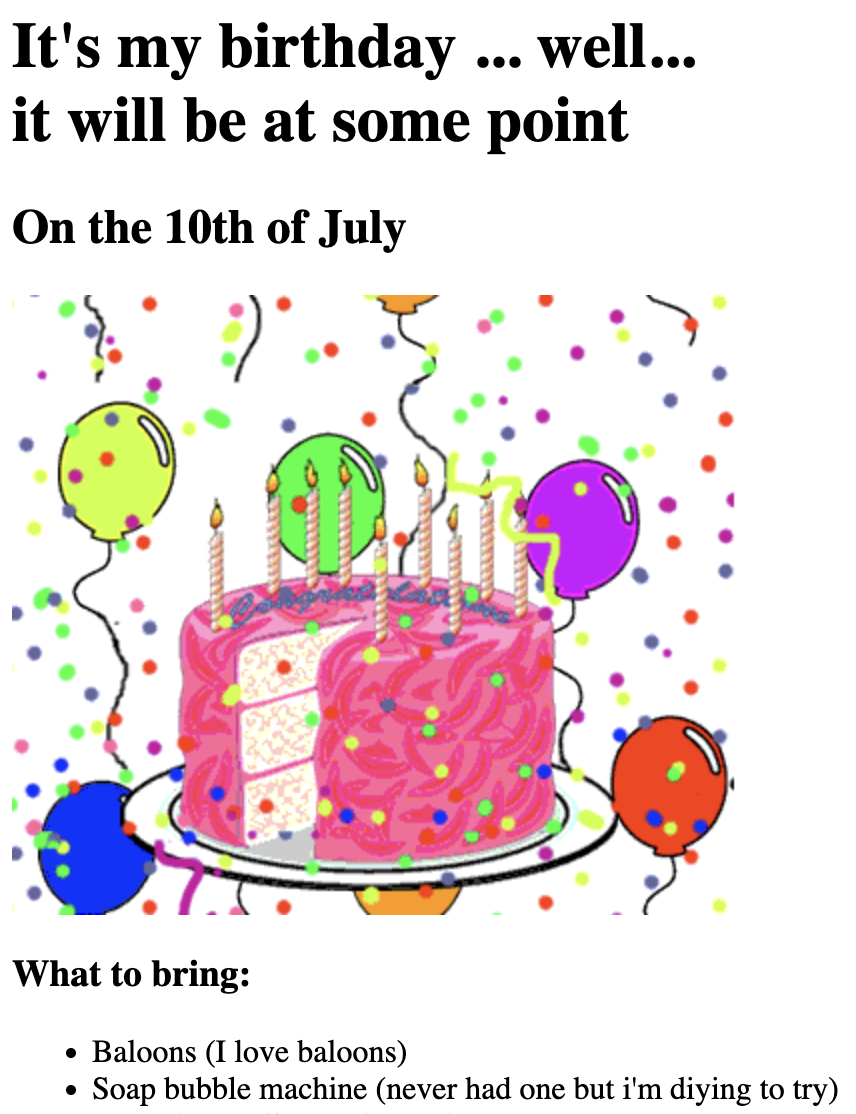 It's my birthday ... well...
it will be at some point
On the 10th of July
Congratulations
What to bring:
Baloons (I love baloons)
Soap bubble machine (never had one but i'm diying to try)